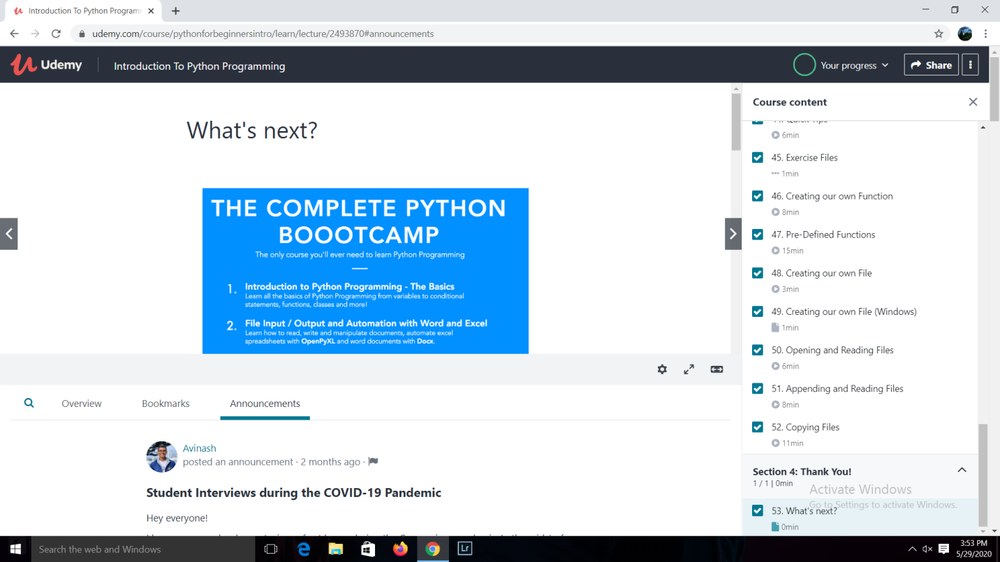 Introduction To Python Programm
udemy.com/course/pythonforbeginnersintro/learn/lecture/2493870#announcements
Udemy
Introduction To Python Programming
Your progress
Share
What's next?
THE COMPLETE PYTHON
BOOOTCAMP
The only course you'll ever need to learn Python Programming
1. Introduction to Python Programming - The Basics
Learn all the basics of Python Programming from variables to conditional
statements, functions, classes and more!
2. File Input / Output and Automation with Word and Excel
Learn how to read, write and manipulate documents, automate excel
spreadsheets with OpenPyXL and word documents with Docx.
Overview
Bookmarks
Announcements
Avinash
posted an announcement · 2 months ago ·
Student Interviews during the COVID-19 Pandemic
Hey everyone!
Course content
6min
45. Exercise Files
1min
46. Creating our own Function
8min
47. Pre-Defined Functions
15min
48. Creating our own File
3min
49. Creating our own File (Windows)
1min
50. Opening and Reading Files
6min
51. Appending and Reading Files
8min
52. Copying Files
11min
Section 4: Thank You!
1 / 1 | 0min
Activate Windows
Go to Settings to activate Windows.
53. What's next?
0min
Search the web and Windows
Lr
3:53 PM
5/29/2020